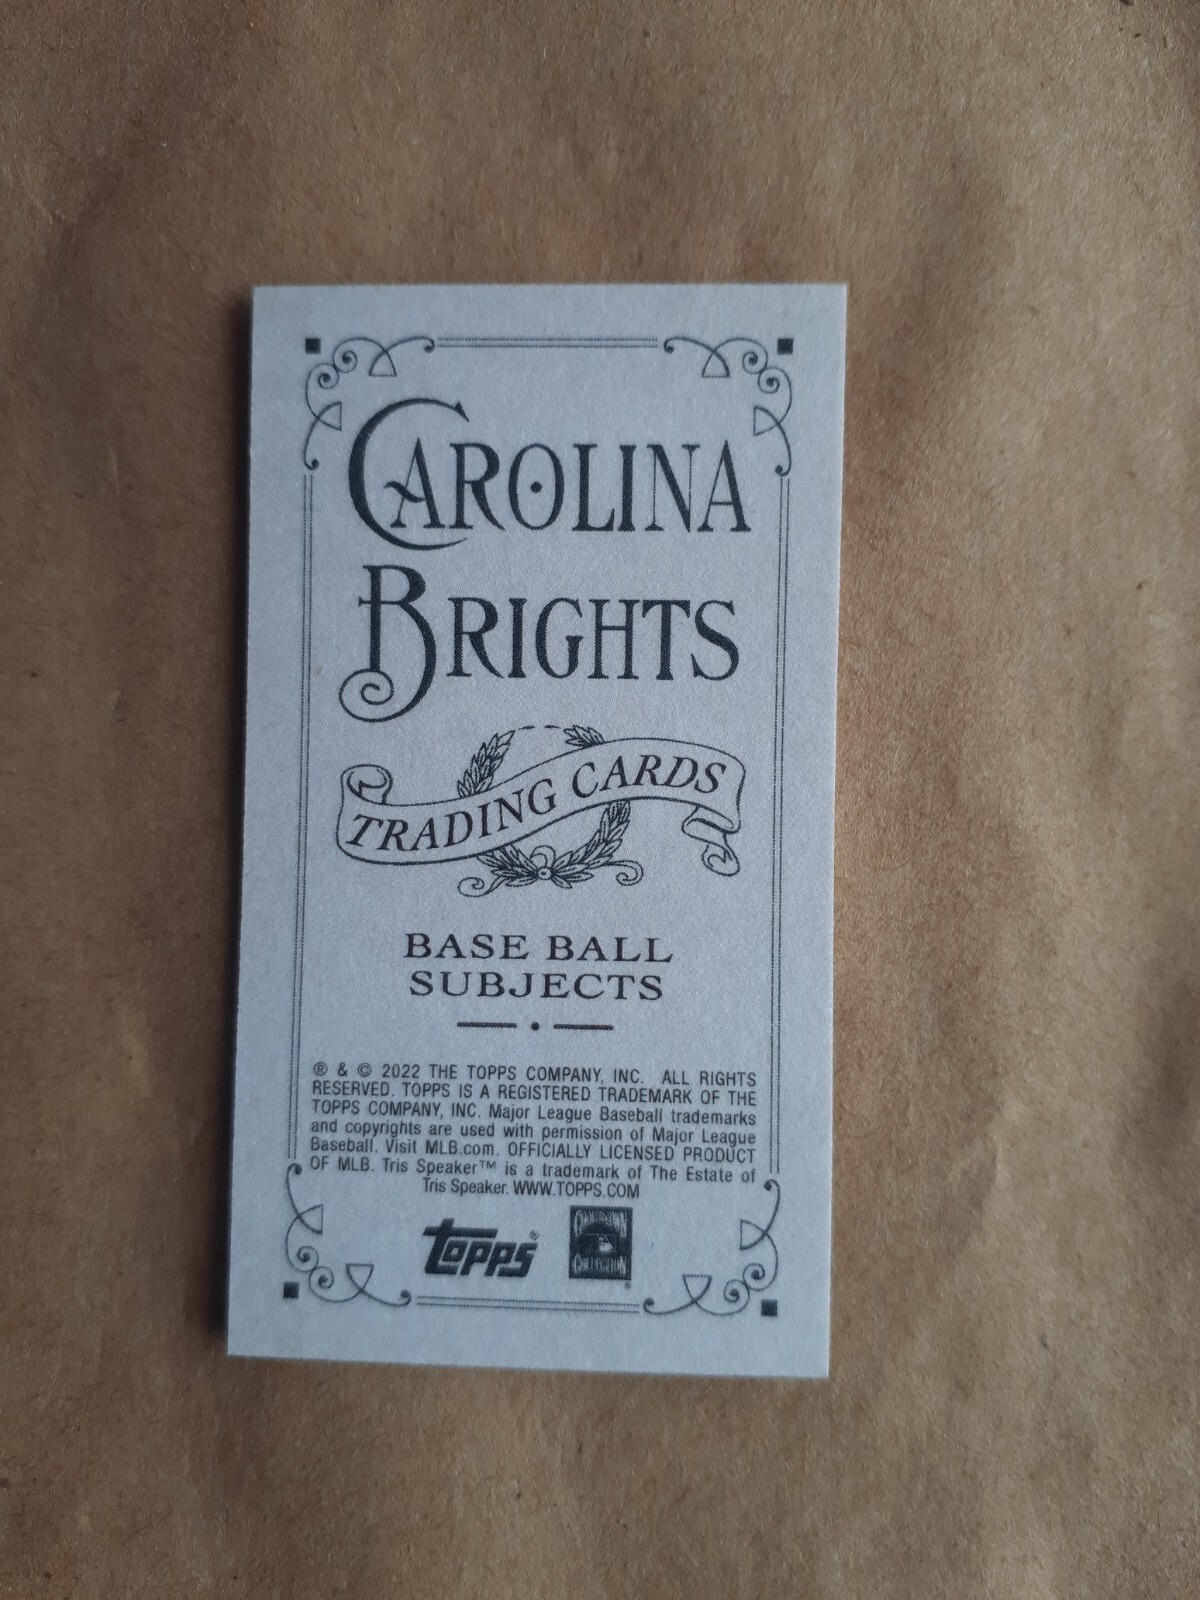 CAROLINA
BRIGHTS
TRADING CARDS
BASE BALL
SUBJECTS
® & © 2022 THE TOPPS COMPANY, INC. ALL RIGHTS
RESERVED. TOPPS IS A REGISTERED TRADEMARK OF THE
TOPPS COMPANY, INC. Major League Baseball trademarks
and copyrights are used with permission of Major League
Baseball. Visit MLB.com. OFFICIALLY LICENSED PRODUCT
OF MLB. Tris Speaker™ is a trademark of The Estate of
Tris Speaker. WWW.TOPPS.COM
topps®
COOPERSTOWN
COLLECTION®